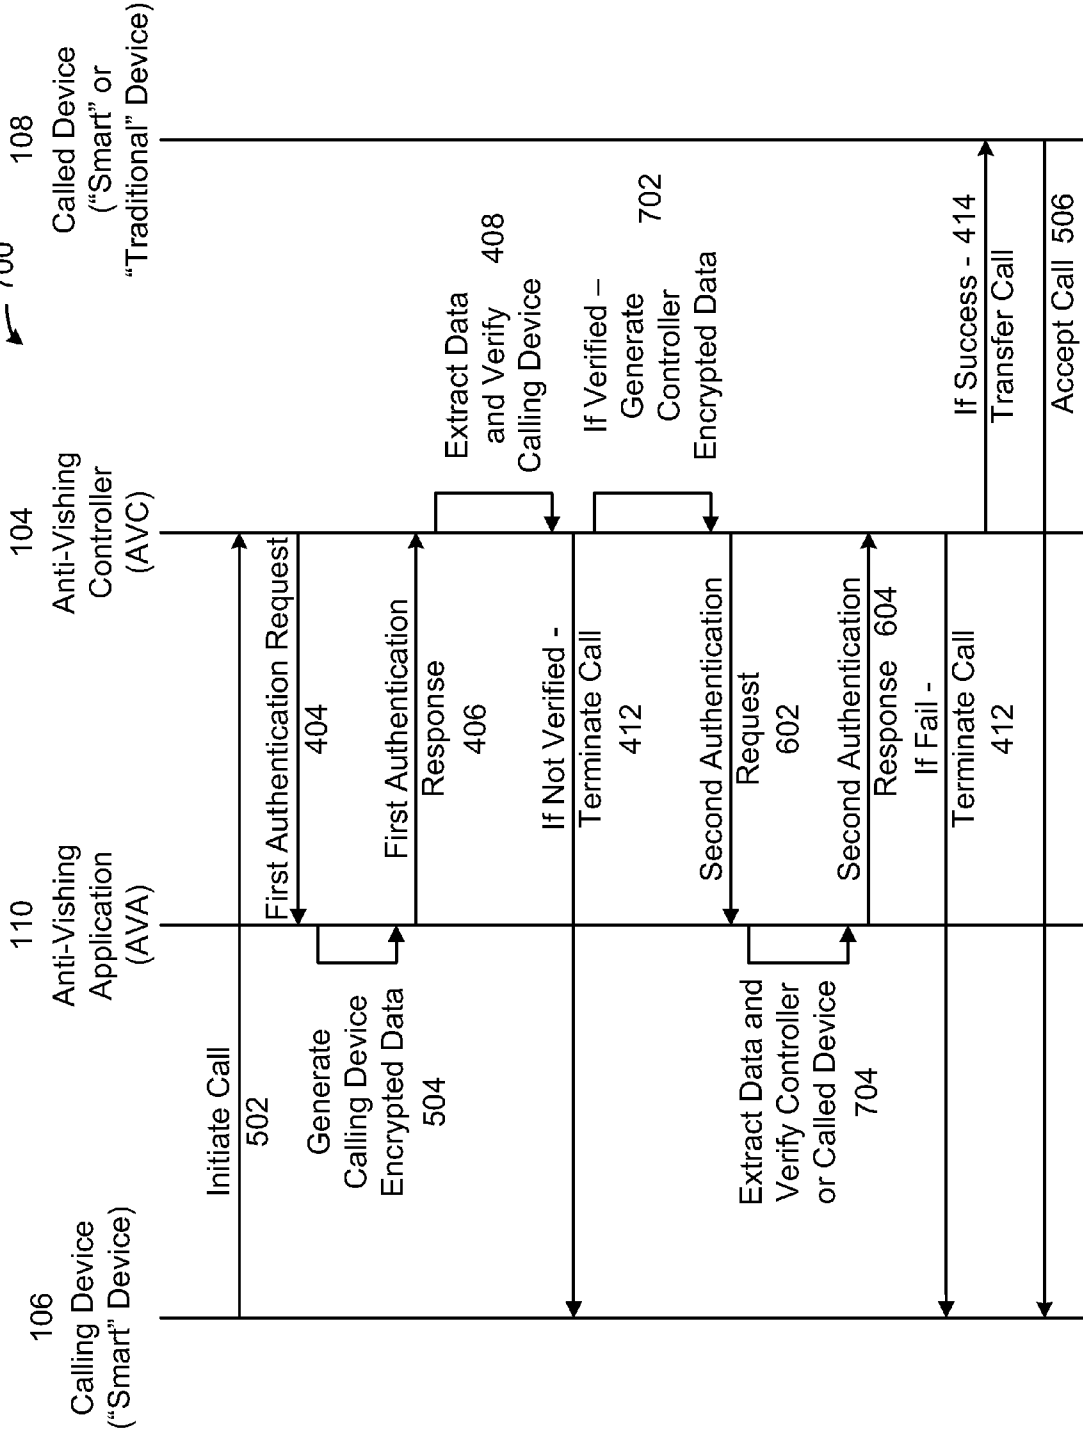 700
106
Calling Device
(“Smart” Device)
110
Anti-Vishing
Application
(AVA)
104
Anti-Vishing
Controller
(AVC)
108
Called Device
(“Smart” or
“Traditional” Device)
Initiate Call
502
First Authentication Request
404
Generate
Calling Device
Encrypted Data
504
First Authentication
Response
406
Extract Data
and Verify 408
Calling Device
If Not Verified -
Terminate Call
412
If Verified –
Generate
Controller
Encrypted Data
702
Second Authentication
Request
602
Extract Data and
Verify Controller
or Called Device
704
Second Authentication
Response 604
If Fail -
Terminate Call
412
If Success - 414
Transfer Call
Accept Call 506